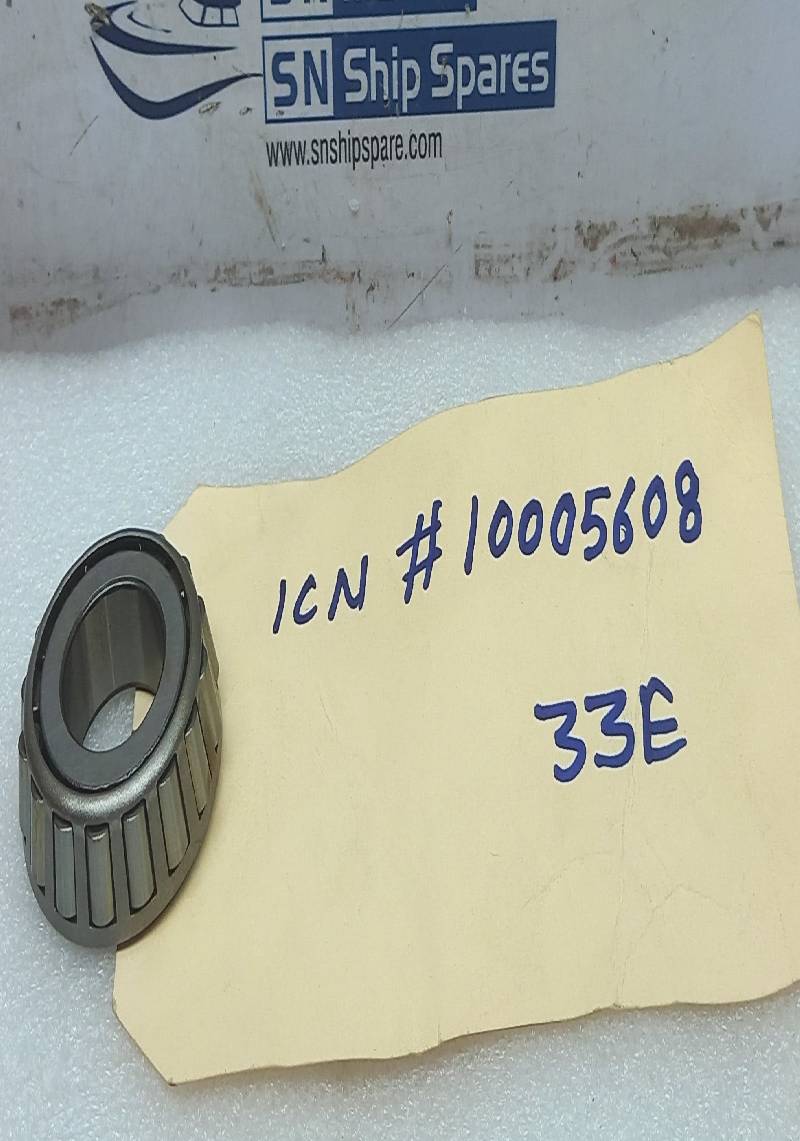 SN Ship Spares
www.snshipspare.com
ICN #10005608
33E